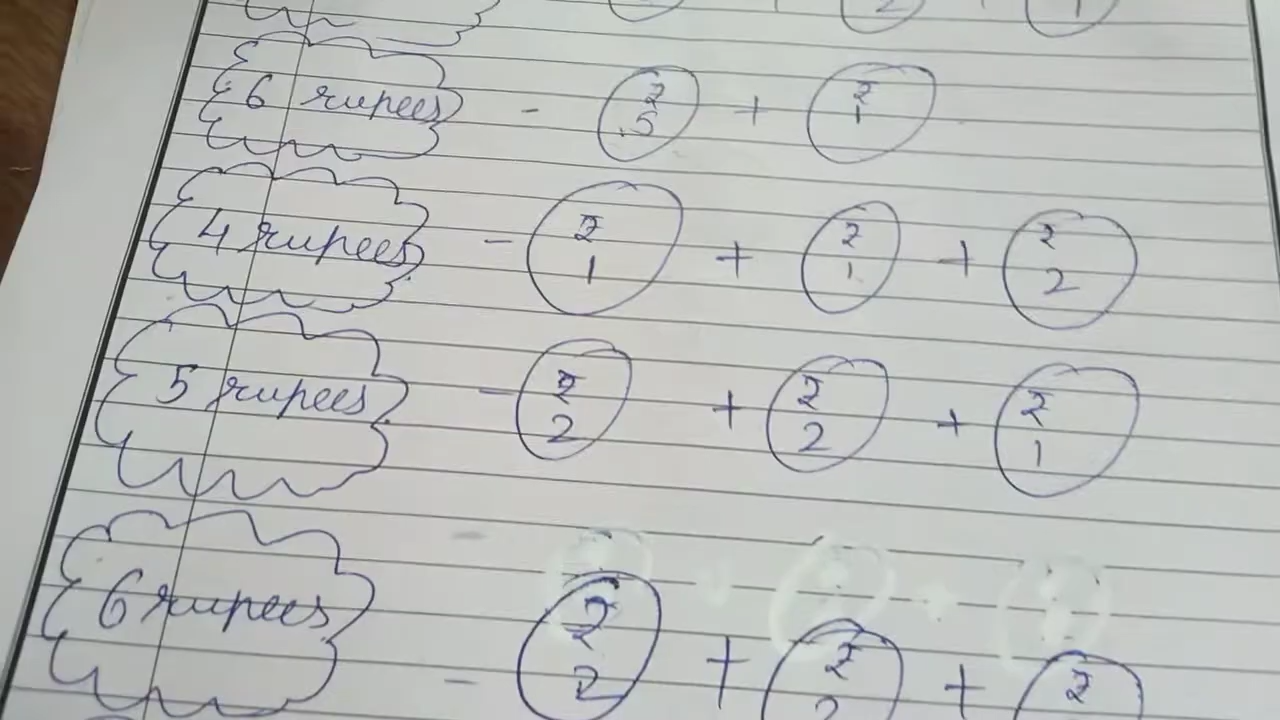 2 1
6 rupees - ₹ 5 + ₹ 1
4 rupees - ₹ 1 + ₹ 1 + ₹ 2
5 rupees - ₹ 2 + ₹ 2 + ₹ 1
6 rupees - ₹ 2 + ₹ 2 + ₹